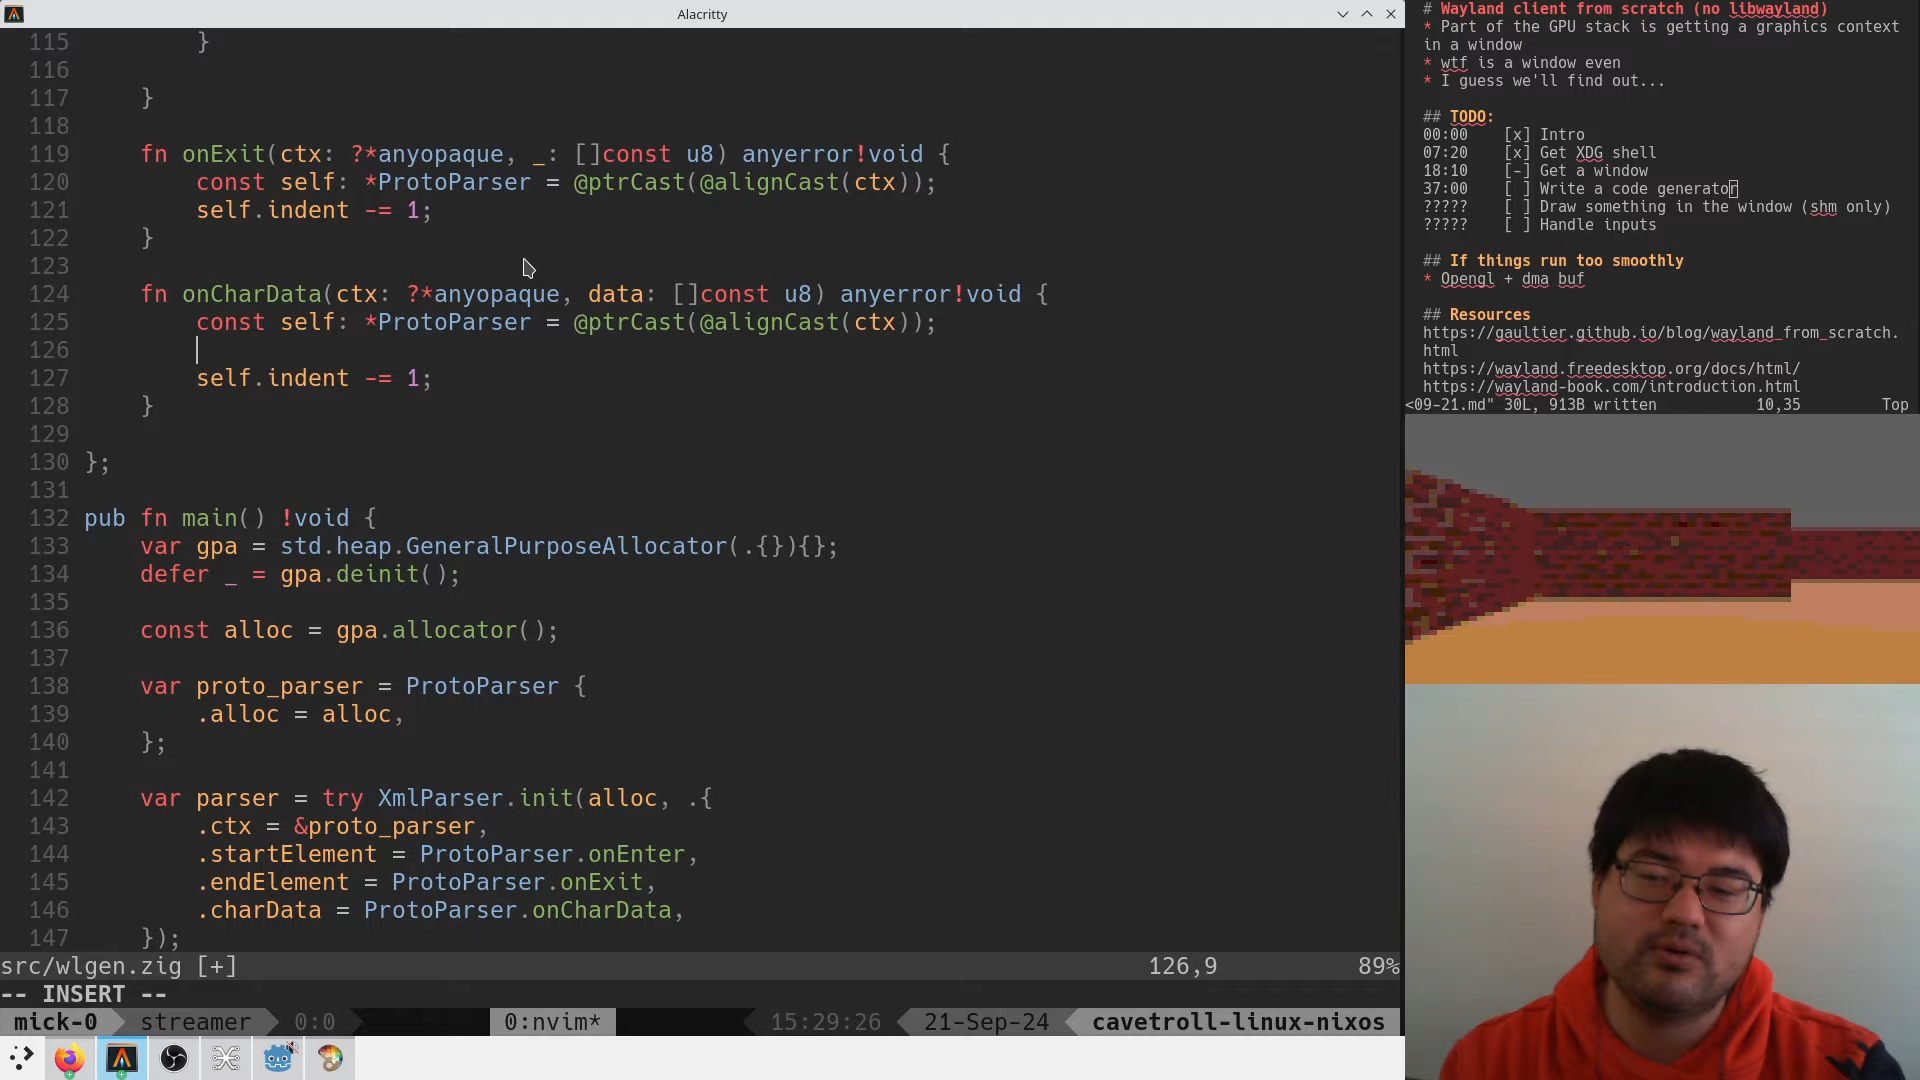 Alacritty
115         }
116
117     }
118
119     fn onExit(ctx: ?*anyopaque, _: []const u8) anyerror!void {
120         const self: *ProtoParser = @ptrCast(@alignCast(ctx));
121         self.indent -= 1;
122     }
123
124     fn onCharData(ctx: ?*anyopaque, data: []const u8) anyerror!void {
125         const self: *ProtoParser = @ptrCast(@alignCast(ctx));
126
127         self.indent -= 1;
128     }
129
130 };
131
132 pub fn main() !void {
133     var gpa = std.heap.GeneralPurposeAllocator(.{}){};
134     defer _ = gpa.deinit();
135
136     const alloc = gpa.allocator();
137
138     var proto_parser = ProtoParser {
139         .alloc = alloc,
140     };
141
142     var parser = try XmlParser.init(alloc, .{
143         .ctx = &proto_parser,
144         .startElement = ProtoParser.onEnter,
145         .endElement = ProtoParser.onExit,
146         .charData = ProtoParser.onCharData,
147     });
src/wlgen.zig [+] 126,9 89%
-- INSERT --
mick-0 streamer 0:0 0:nvim* 15:29:26 21-Sep-24 cavetroll-linux-nixos
# Wayland client from scratch (no libwayland)
* Part of the GPU stack is getting a graphics context
in a window
* wtf is a window even
* I guess we'll find out...
## TODO:
00:00 [x] Intro
07:20 [x] Get XDG shell
18:10 [-] Get a window
37:00 [ ] Write a code generator
????? [ ] Draw something in the window (shm only)
????? [ ] Handle inputs
## If things run too smoothly
* Opengl + dma buf
## Resources
https://gaultier.github.io/blog/wayland_from_scratch.
html
https://wayland.freedesktop.org/docs/html/
https://wayland-book.com/introduction.html
<09-21.md" 30L, 913B written 10,35 Top